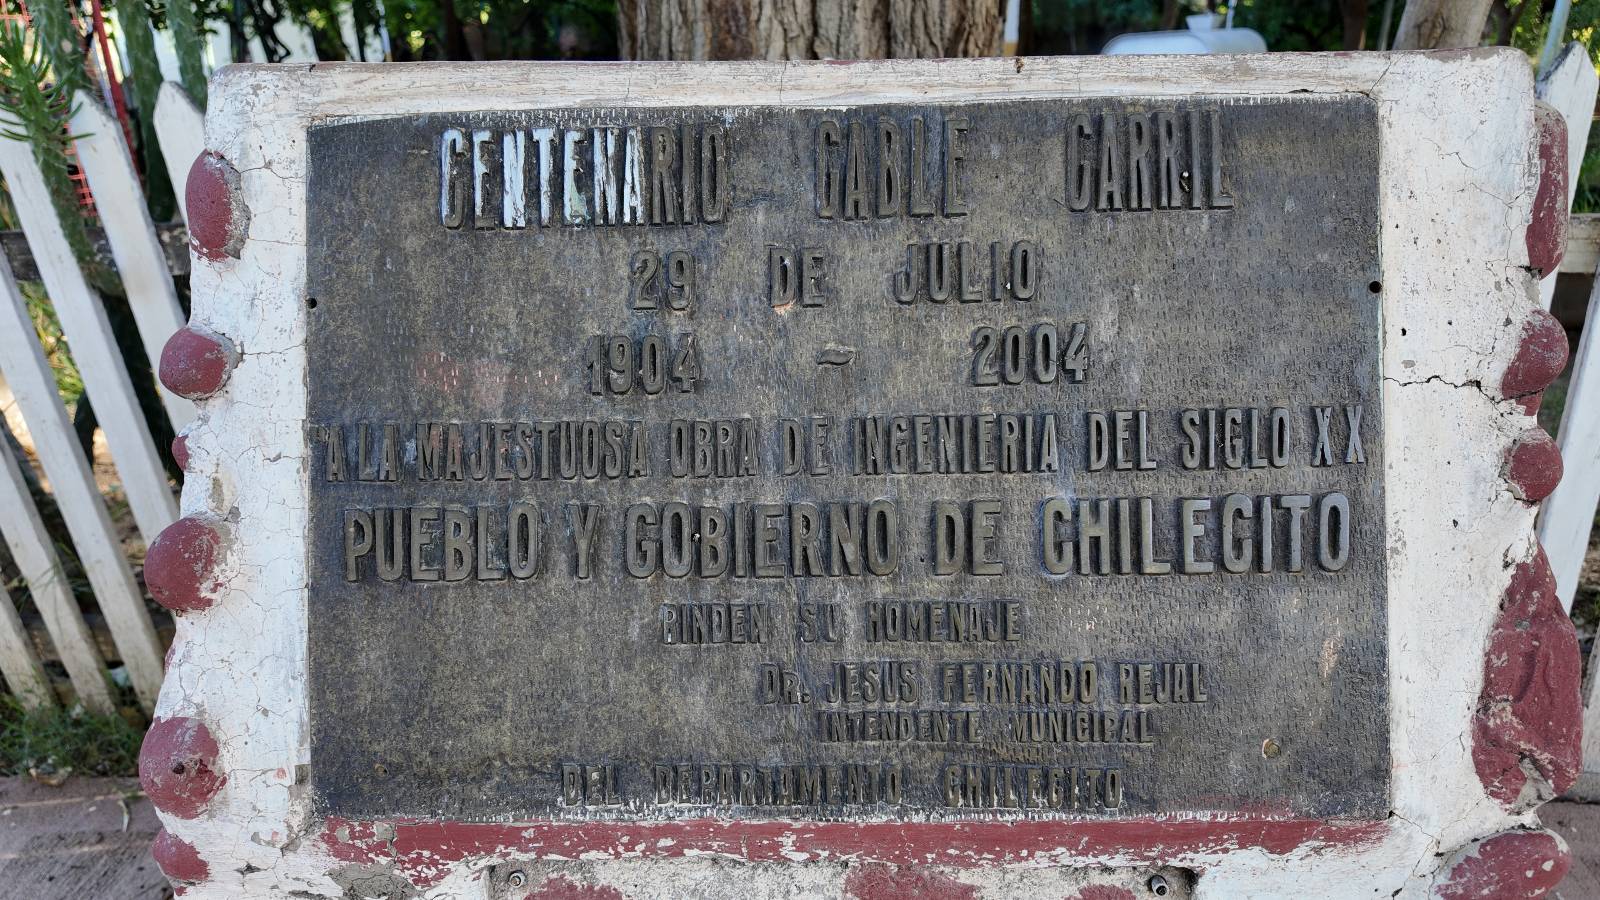 CENTENARIO CABLE CARRIL
29 DE JULIO
1904 ~ 2004
"A LA MAJESTUOSA OBRA DE INGENIERIA DEL SIGLO XX
PUEBLO Y GOBIERNO DE CHILECITO
RINDEN SU HOMENAJE
DR. JESUS FERNANDO REJAL
INTENDENTE MUNICIPAL
DEL DEPARTAMENTO CHILECITO